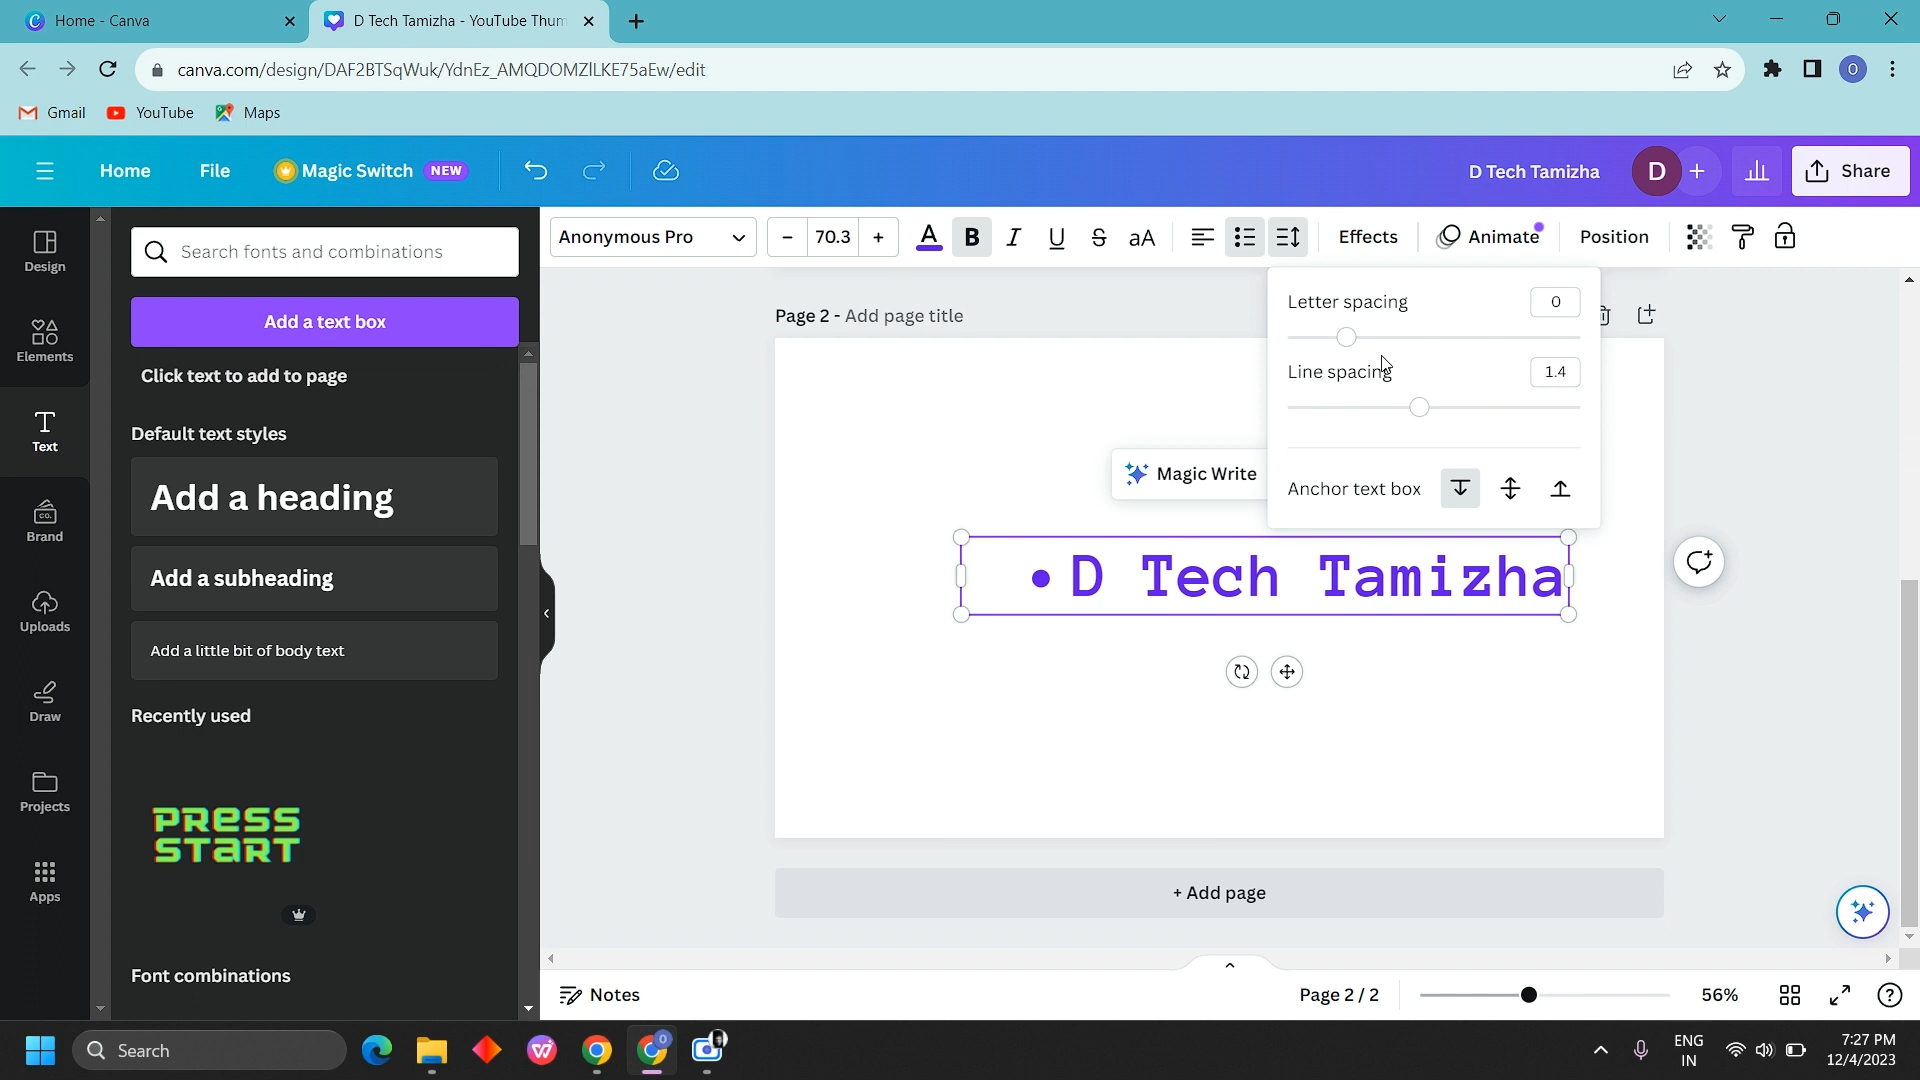 Home - Canva
D Tech Tamizha - YouTube Thum
canva.com/design/DAF2BTSqWuk/YdnEz_AMQDOMZlLKE75aEw/edit
O
Gmail
YouTube
Maps
Home
File
Magic Switch NEW
D Tech Tamizha
D
Share
Design
Elements
Text
Brand
CO.
Uploads
Draw
Projects
Apps
Search fonts and combinations
Add a text box
Click text to add to page
Default text styles
Add a heading
Add a subheading
Add a little bit of body text
Recently used
PRESS
START
Font combinations
Anonymous Pro
- 70.3 +
A B I U S aA
Effects
Animate
Position
Page 2 - Add page title
Letter spacing 0
Line spacing 1.4
Anchor text box
Magic Write
• D Tech Tamizha
+ Add page
Notes
Page 2 / 2
56%
Search
ENG
IN
7:27 PM
12/4/2023